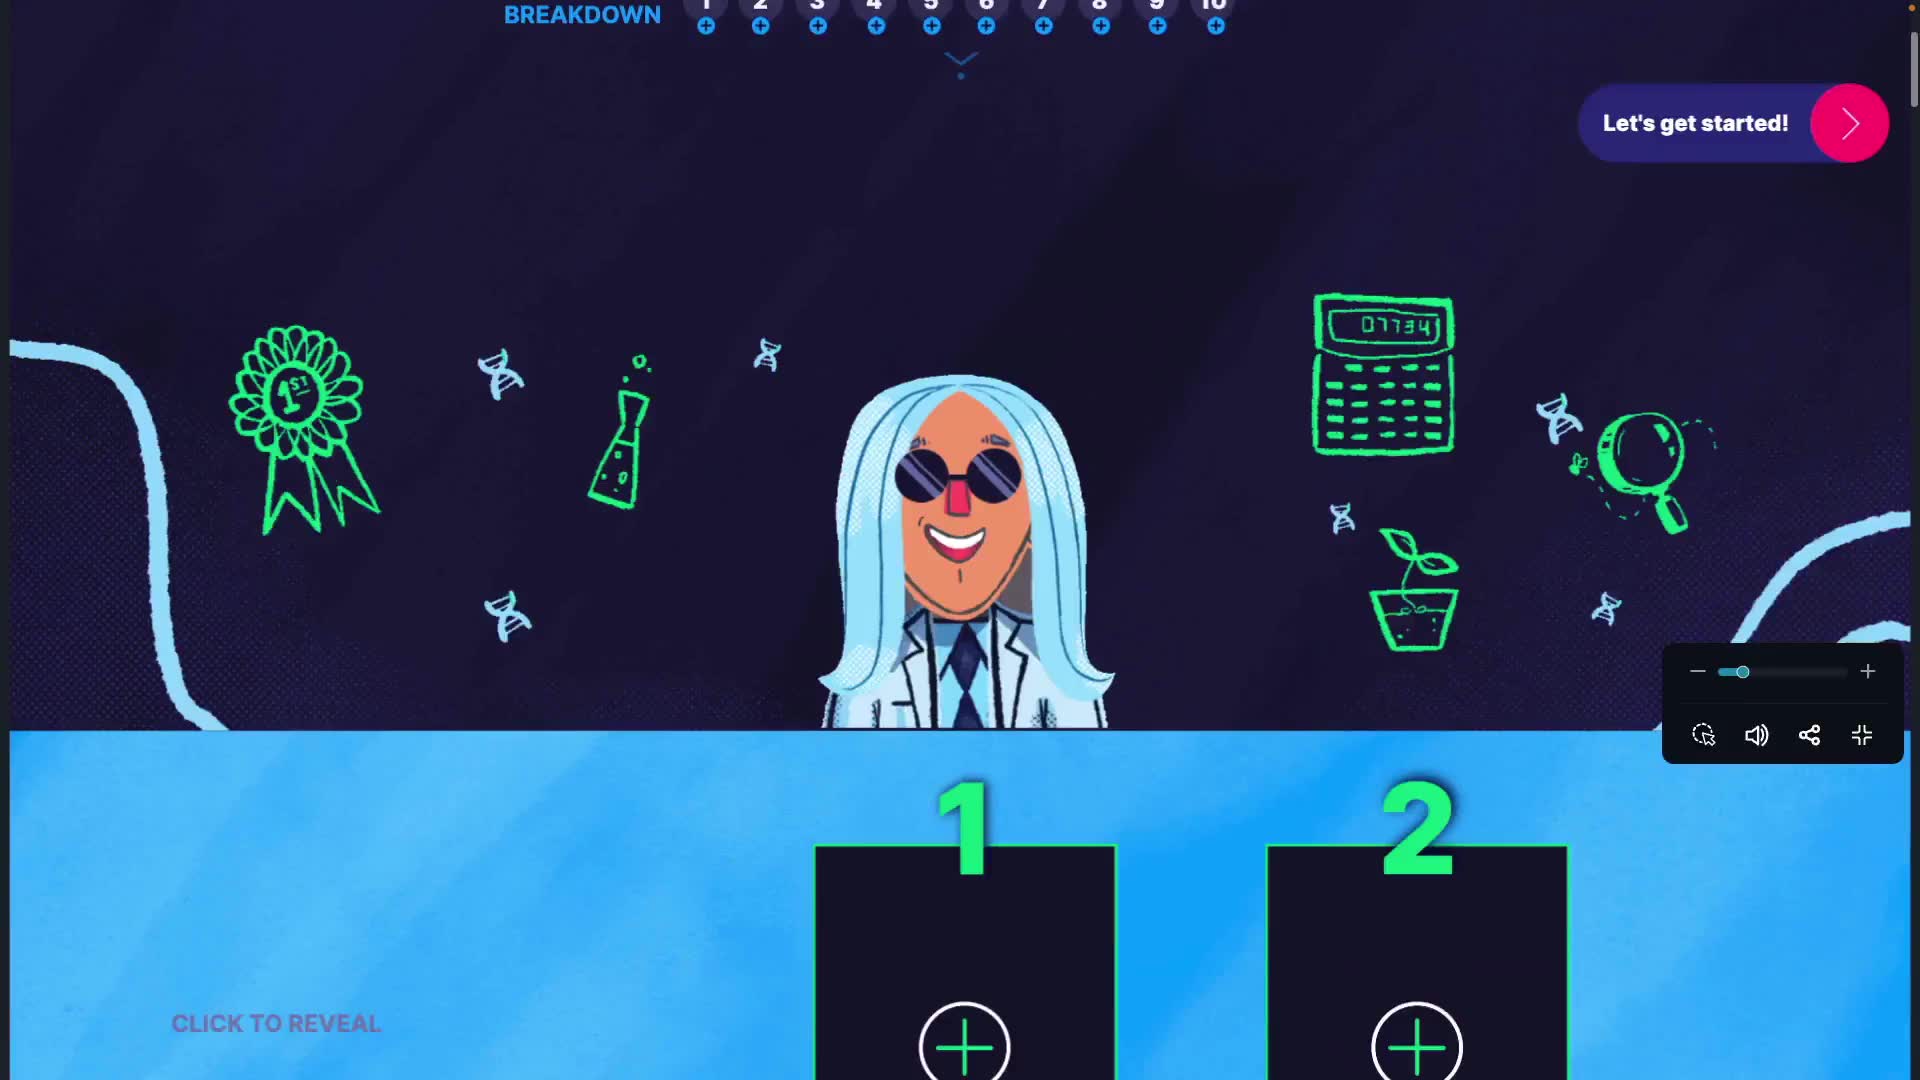 BREAKDOWN 1 2 3 4 5 6 7 8 9 10
Let's get started!
07734
1ST
1 2
CLICK TO REVEAL